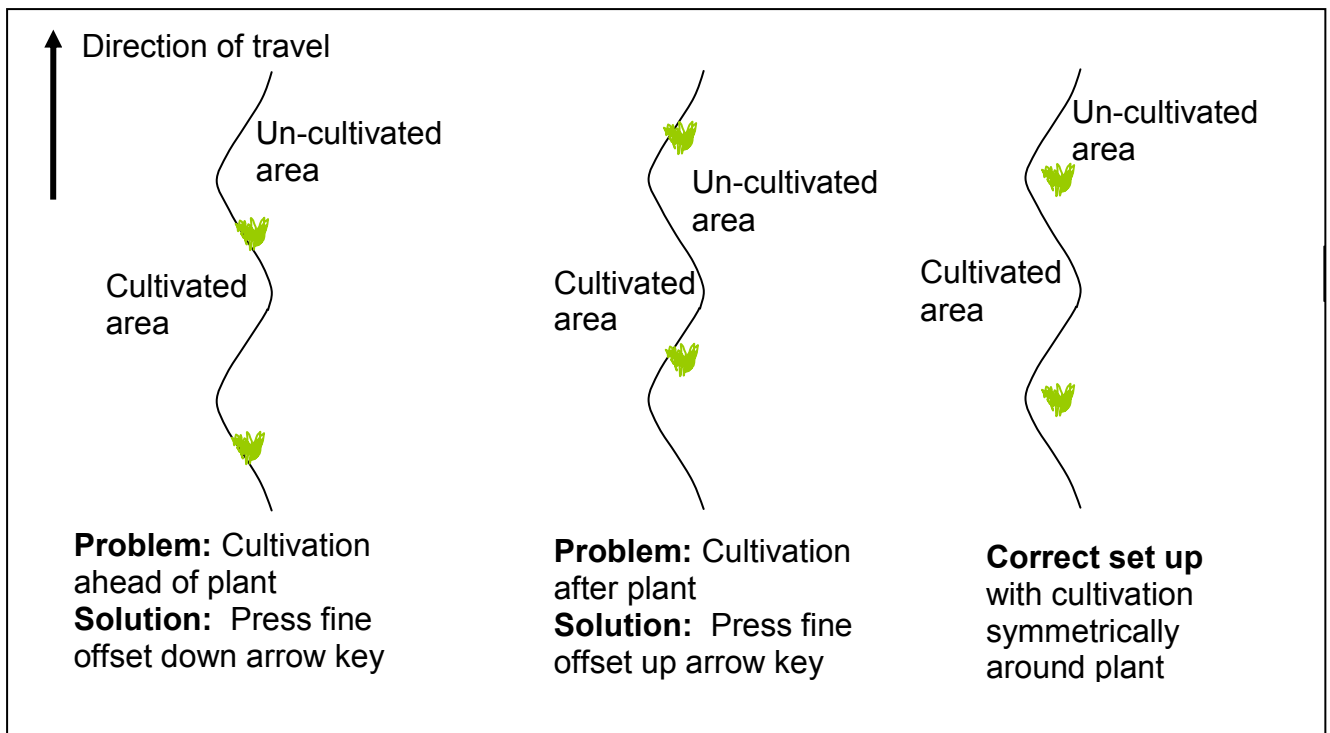 Direction of travel
Un-cultivated
area
Cultivated
area
Problem: Cultivation
ahead of plant
Solution:  Press fine
offset down arrow key
Un-cultivated
area
Cultivated
area
Problem: Cultivation
after plant
Solution:  Press fine
offset up arrow key
Un-cultivated
area
Cultivated
area
Correct set up
with cultivation
symmetrically
around plant